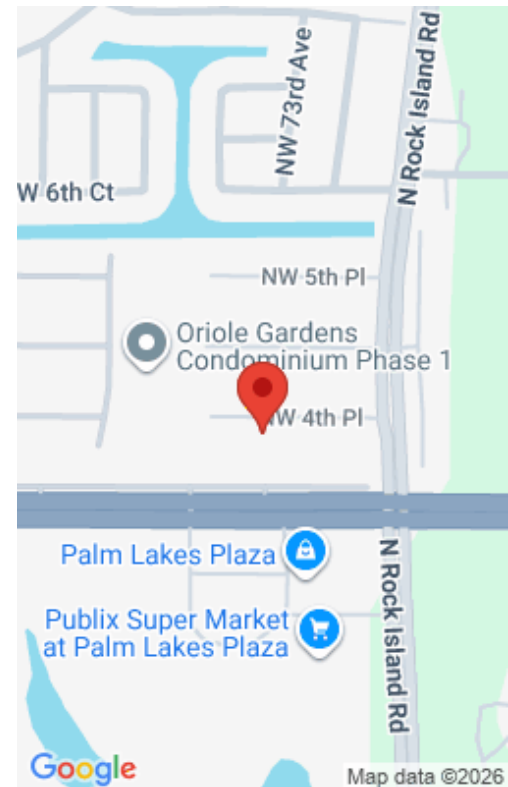 N Rock Island Rd
NW 73rd Ave
W 6th Ct
NW 5th Pl
Oriole Gardens
Condominium Phase 1
NW 4th Pl
Palm Lakes Plaza
Publix Super Market
at Palm Lakes Plaza
N Rock Island Rd
Google
Map data ©2026